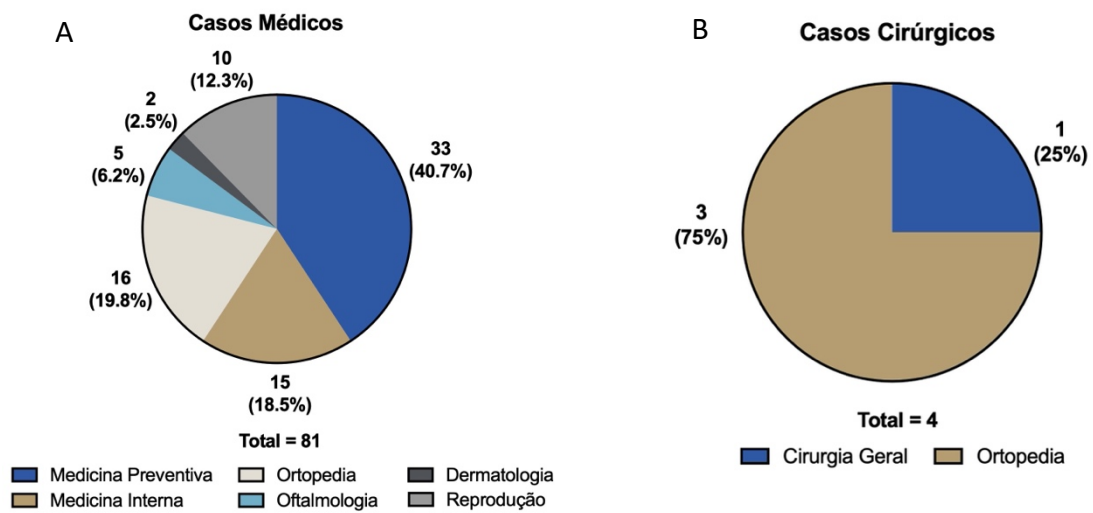 A
Casos Médicos
10
(12.3%)
2
(2.5%)
5
(6.2%)
33
(40.7%)
16
(19.8%)
15
(18.5%)
Total = 81
Medicina Preventiva
Ortopedia
Dermatologia
Medicina Interna
Oftalmologia
Reprodução
B
Casos Cirúrgicos
1
(25%)
3
(75%)
Total = 4
Cirurgia Geral
Ortopedia